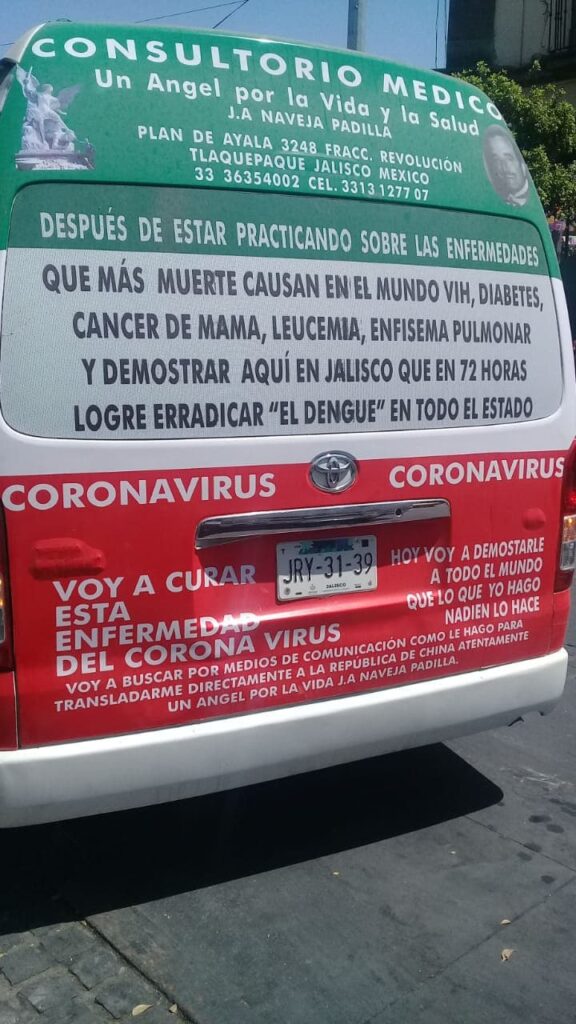 CONSULTORIO MEDICO
Un Angel por la Vida y la Salud
J.A NAVEJA PADILLA
PLAN DE AYALA 3248 FRACC. REVOLUCIÓN
TLAQUEPAQUE JALISCO MEXICO
33 36354002 CEL. 3313 1277 07
DESPUÉS DE ESTAR PRACTICANDO SOBRE LAS ENFERMEDADES
QUE MÁS MUERTE CAUSAN EN EL MUNDO VIH, DIABETES,
CANCER DE MAMA, LEUCEMIA, ENFISEMA PULMONAR
Y DEMOSTRAR AQUÍ EN JALISCO QUE EN 72 HORAS
LOGRE ERRADICAR “EL DENGUE” EN TODO EL ESTADO
CORONAVIRUS
CORONAVIRUS
JRY-31-39
JALISCO
VOY A CURAR
ESTA
ENFERMEDAD
DEL CORONA VIRUS
HOY VOY A DEMOSTARLE
A TODO EL MUNDO
QUE LO QUE YO HAGO
NADIEN LO HACE
VOY A BUSCAR POR MEDIOS DE COMUNICACIÓN COMO LE HAGO PARA
TRANSLADARME DIRECTAMENTE A LA REPÚBLICA DE CHINA ATENTAMENTE
UN ANGEL POR LA VIDA J.A NAVEJA PADILLA.